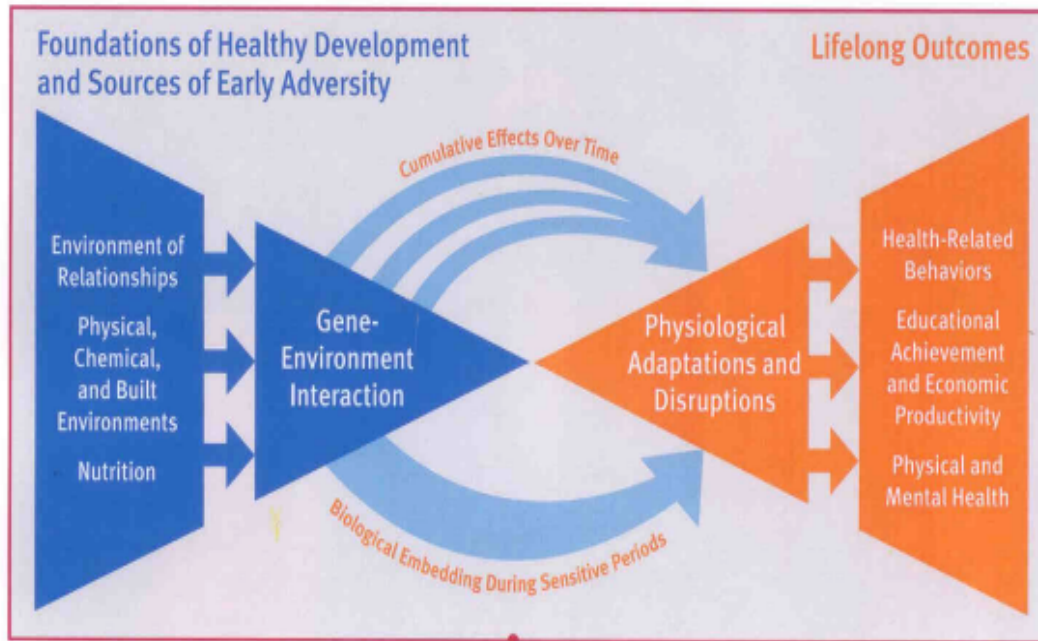 Foundations of Healthy Development
and Sources of Early Adversity
Lifelong Outcomes
Cumulative Effects Over Time
Environment of
Relationships
Physical,
Chemical,
and Built
Environments
Nutrition
Gene-
Environment
Interaction
Physiological
Adaptations and
Disruptions
Health-Related
Behaviors
Educational
Achievement
and Economic
Productivity
Physical and
Mental Health
Biological Embedding During Sensitive Periods